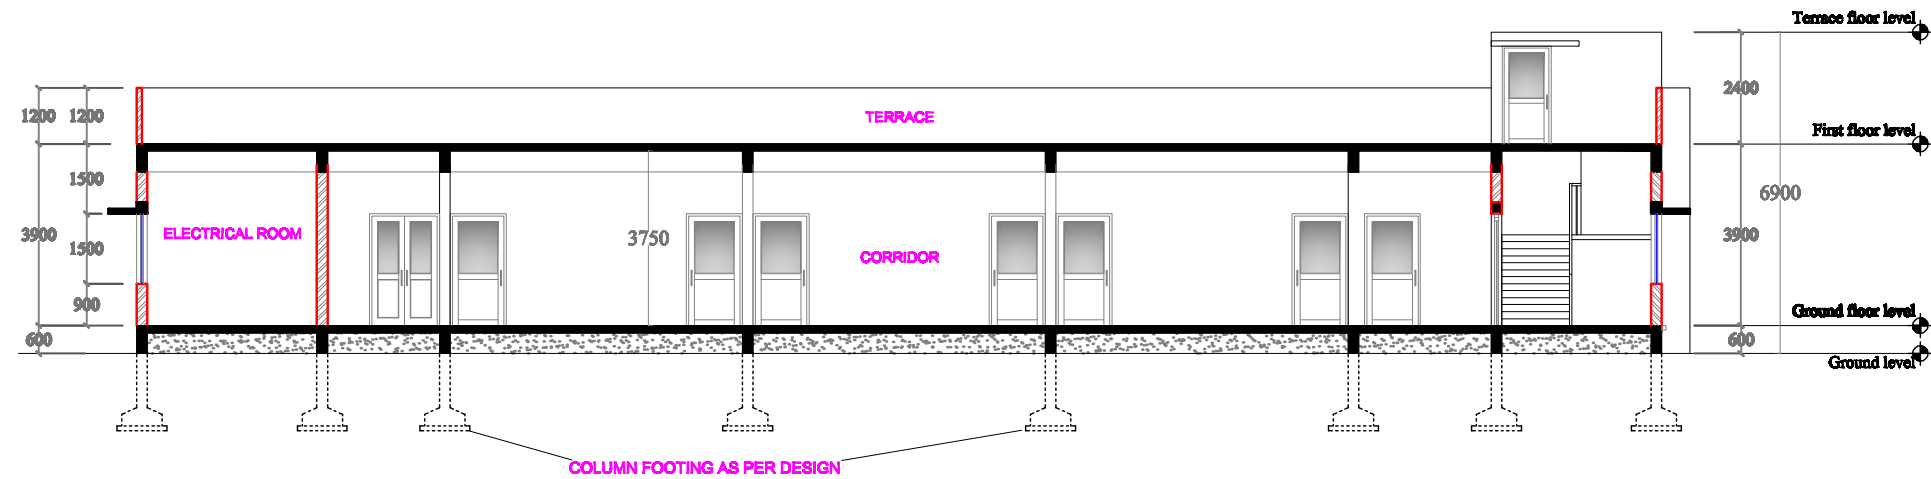 Terrace floor level
1200
1200
TERRACE
2400
First floor level
1500
6900
3900
ELECTRICAL ROOM
3750
CORRIDOR
1500
3900
900
Ground floor level
600
600
Ground level
COLUMN FOOTING AS PER DESIGN